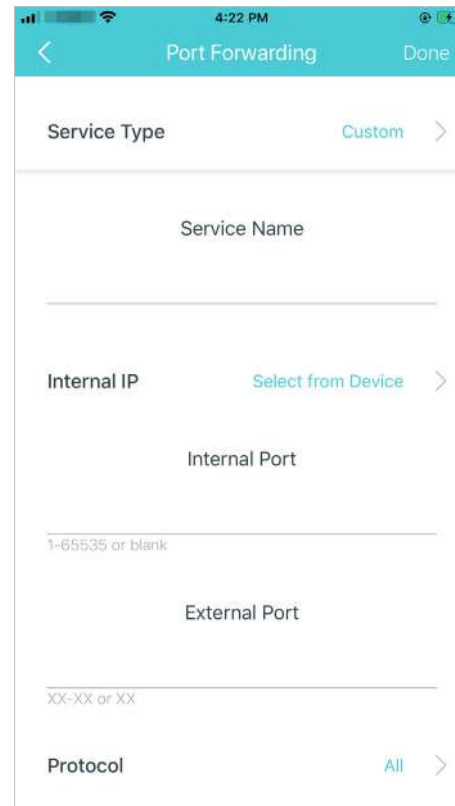 4:22 PM
Port Forwarding Done
Service Type Custom
Service Name
Internal IP Select from Device
Internal Port
1-65535 or blank
External Port
XX-XX or XX
Protocol All